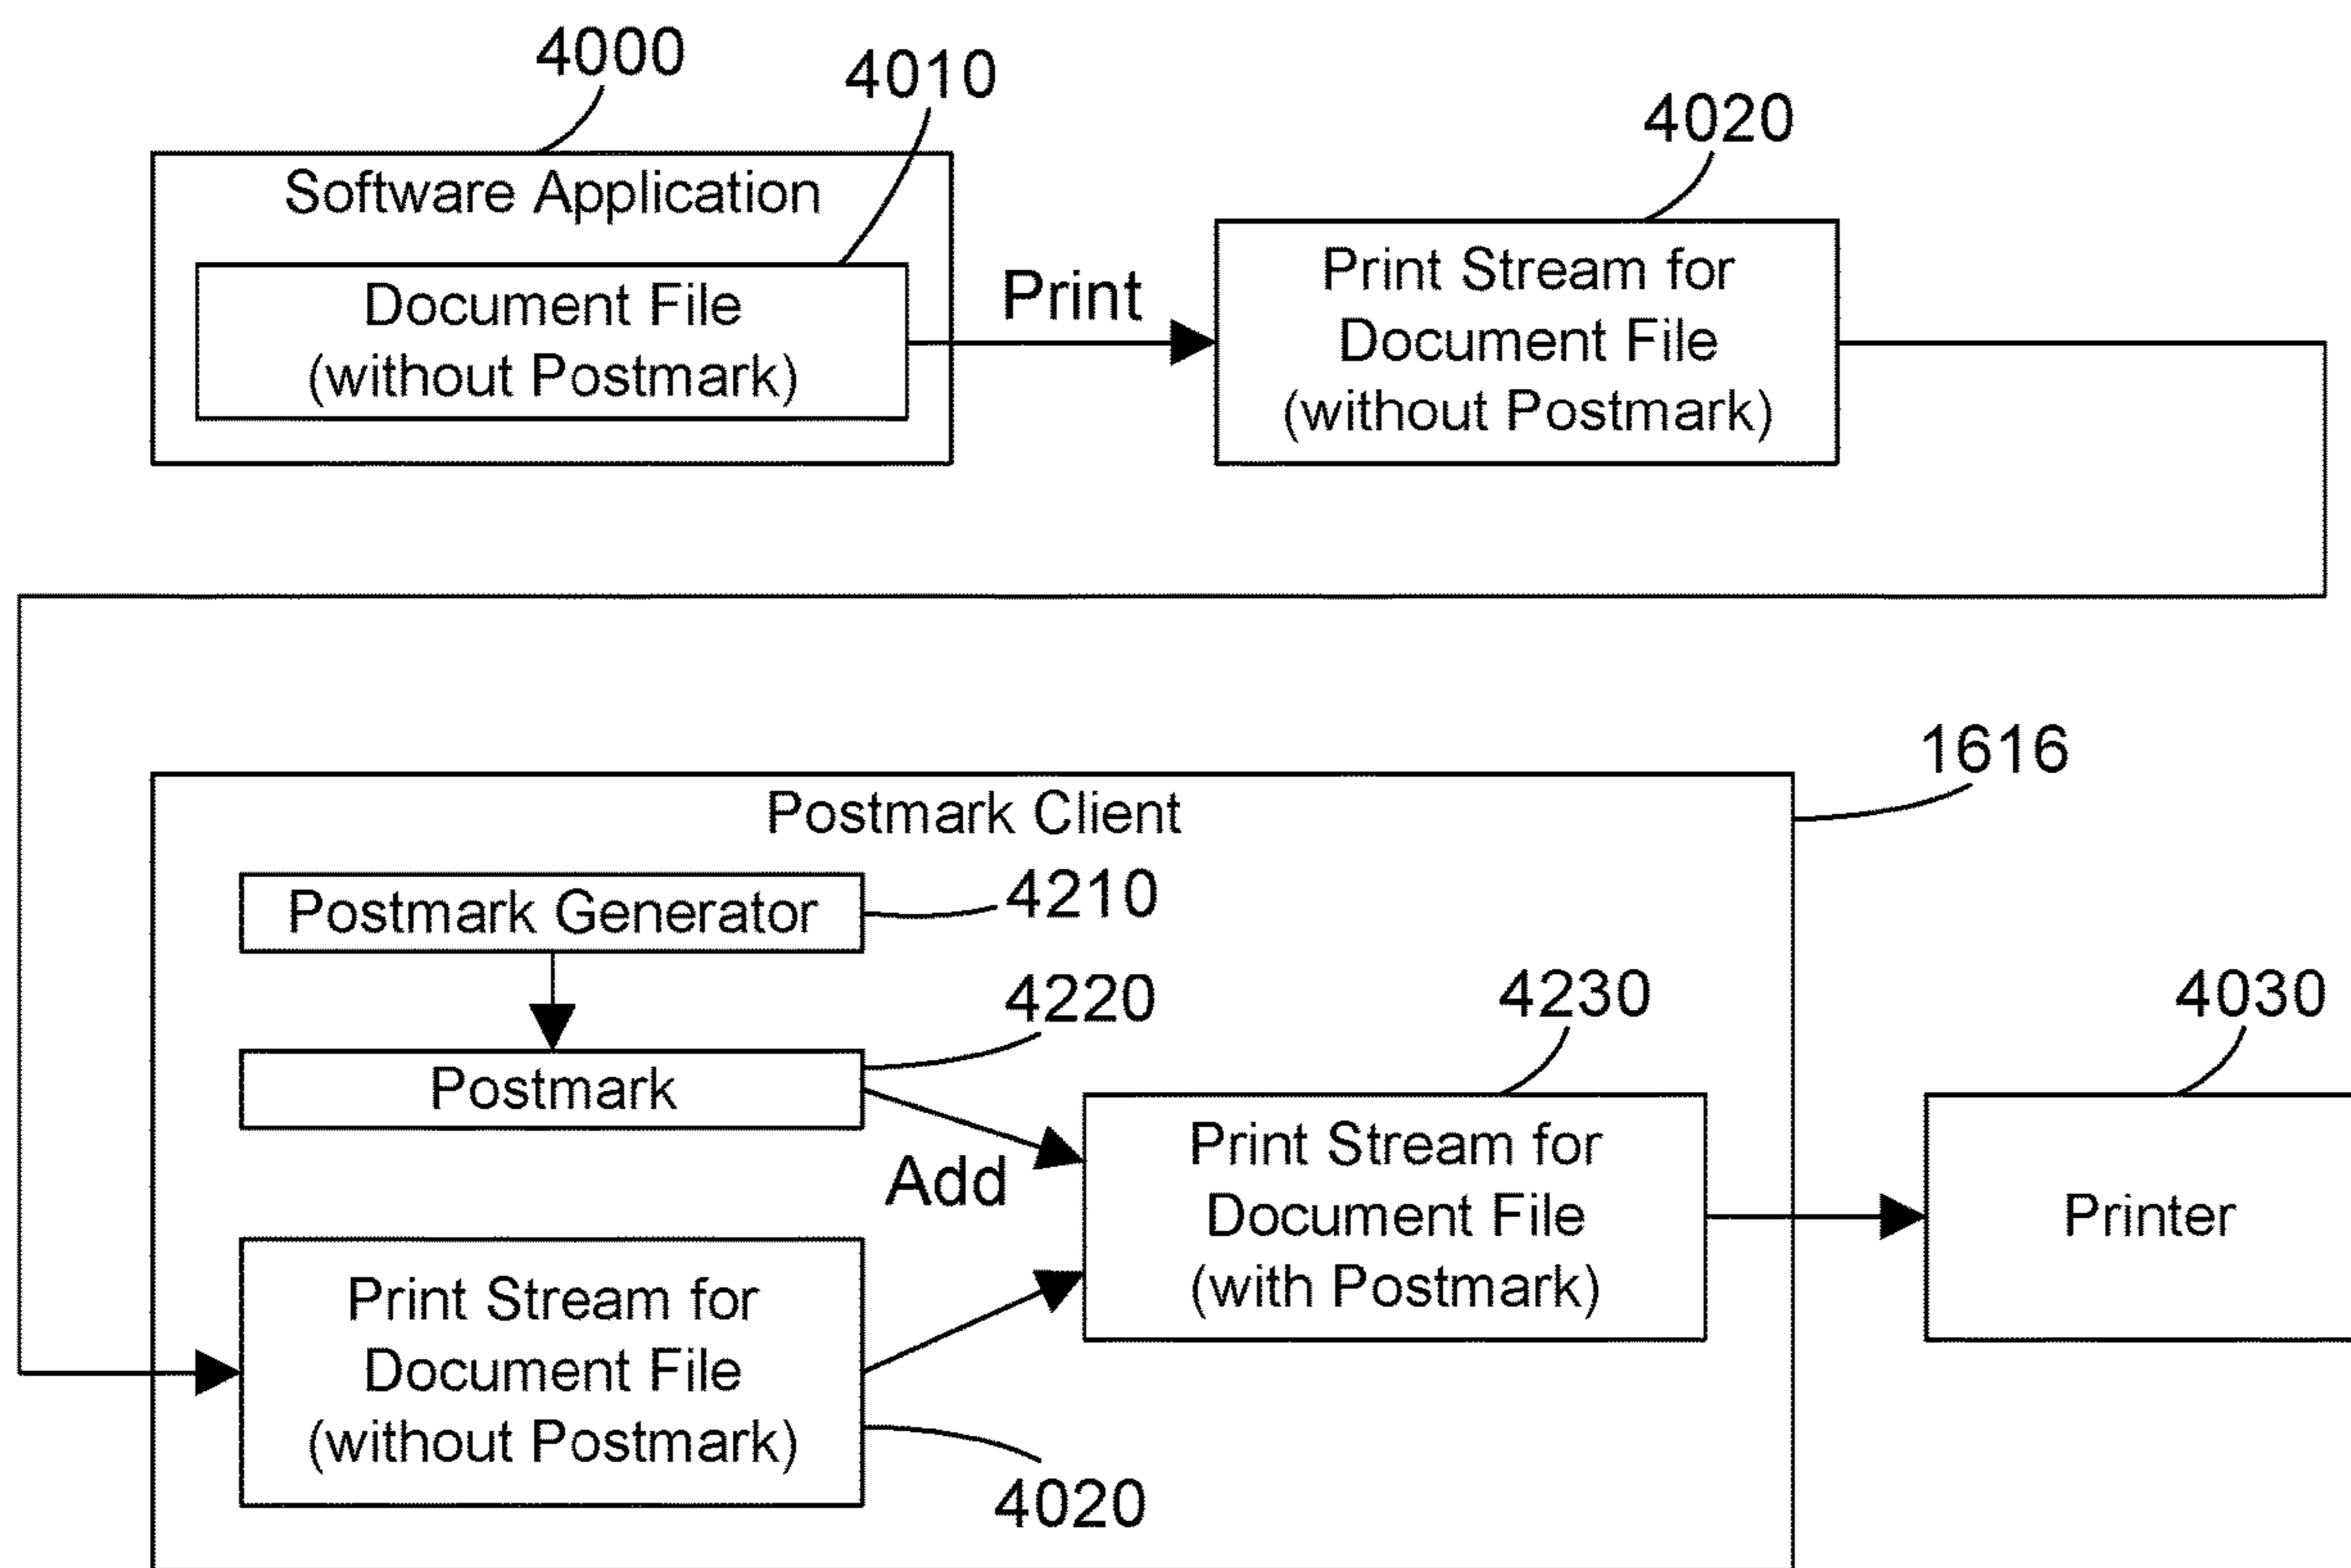 4000
4010
4020
Software Application
Document File
(without Postmark)
Print
Print Stream for
Document File
(without Postmark)
1616
Postmark Client
Postmark Generator
4210
4220
4230
4030
Postmark
Add
Print Stream for
Document File
(with Postmark)
Printer
Print Stream for
Document File
(without Postmark)
4020